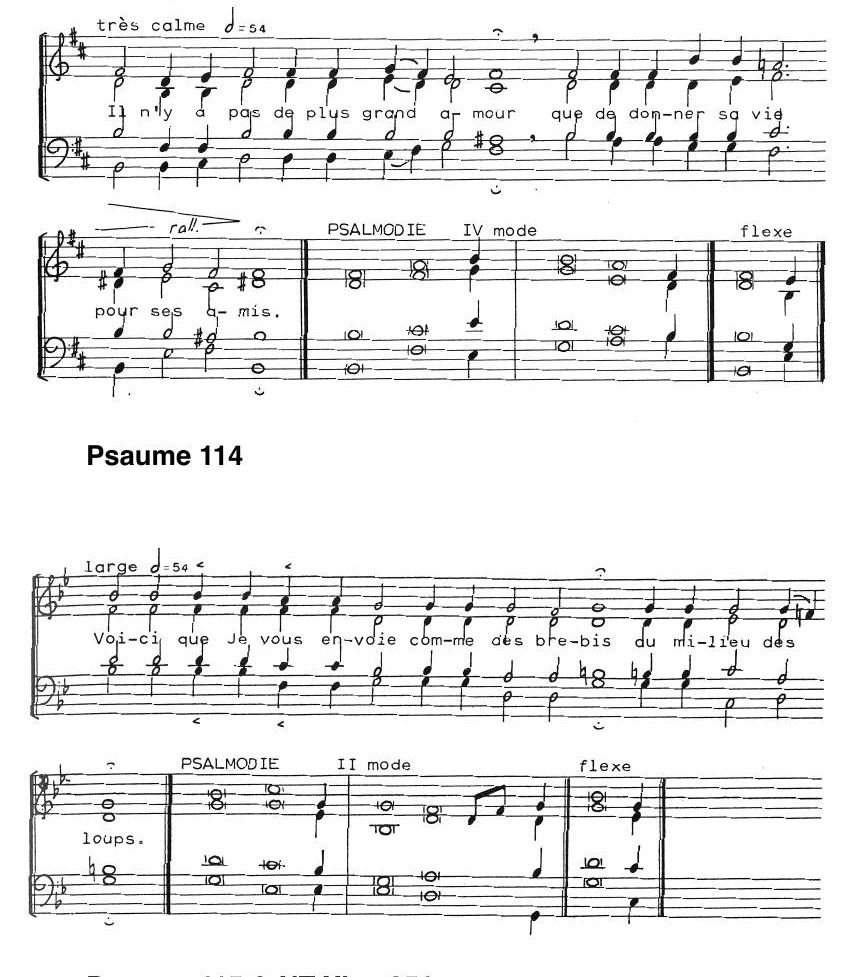 très calme 𝅗𝅥=54
Il n'y a pas de plus grand a- mour que de don-ner sa vie
rall.
PSALMODIE IV mode flexe
pour ses a- mis.
Psaume 114
large 𝅗𝅥=54
Voi-ci que Je vous en-voie com-me des bre-bis du mi-lieu des
PSALMODIE II mode flexe
loups.